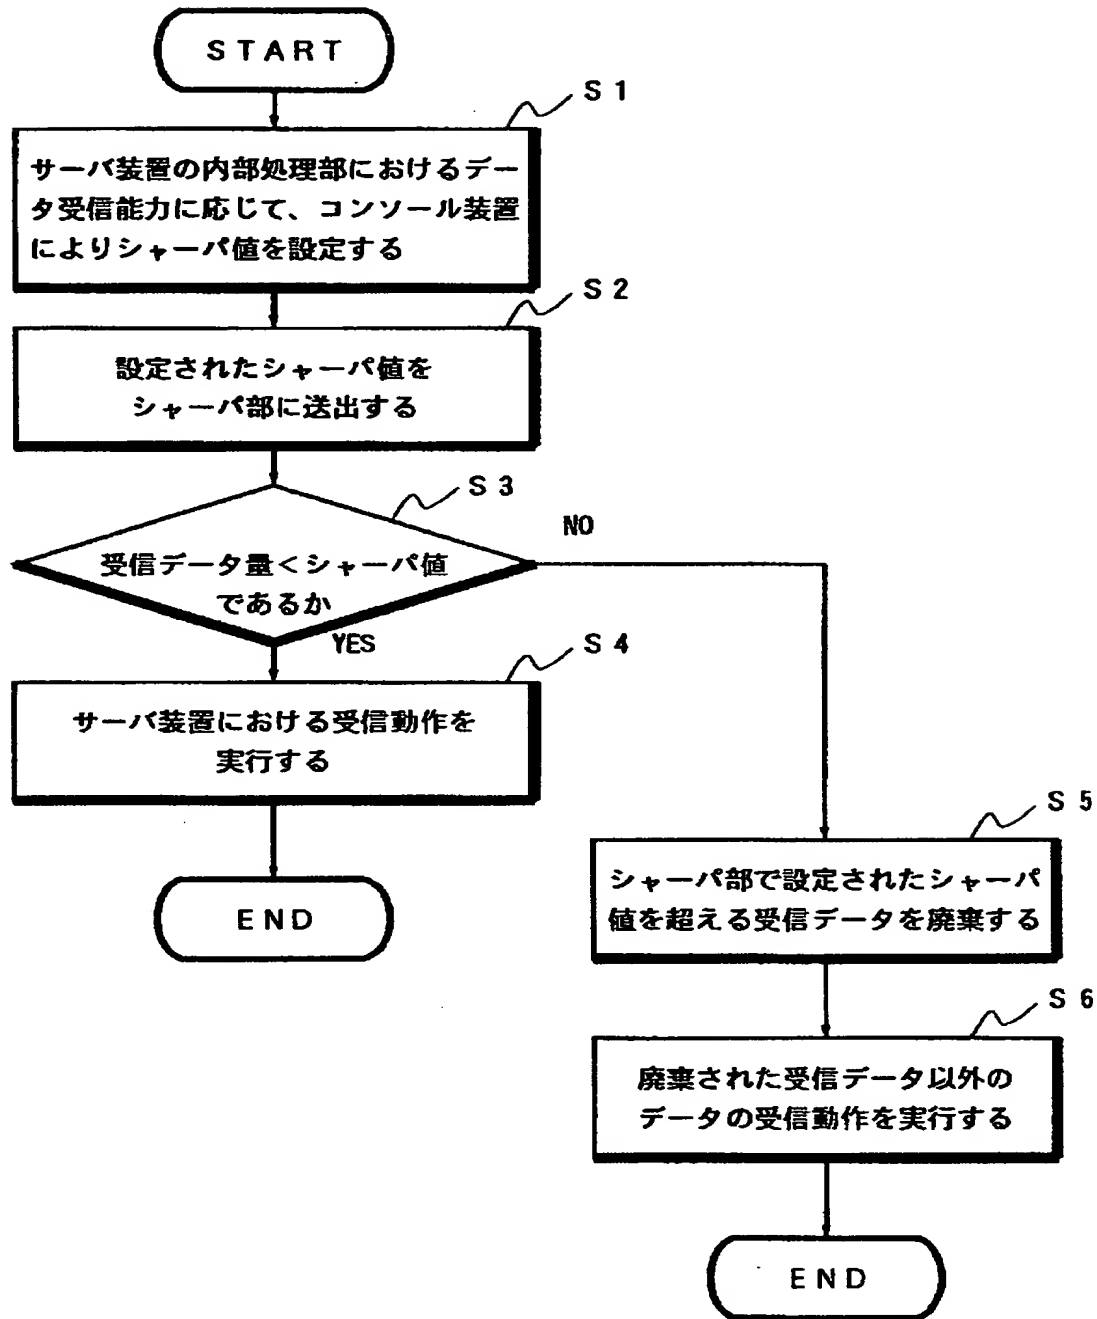 START
S1
サーバ装置の内部処理部におけるデー
タ受信能力に応じて、コンソール装置
によりシャーパ値を設定する
S2
設定されたシャーパ値を
シャーパ部に送出する
S3
受信データ量<シャーパ値
であるか
NO
YES
S4
サーバ装置における受信動作を
実行する
END
S5
シャーパ部で設定されたシャーパ
値を超える受信データを廃棄する
S6
廃棄された受信データ以外の
データの受信動作を実行する
END